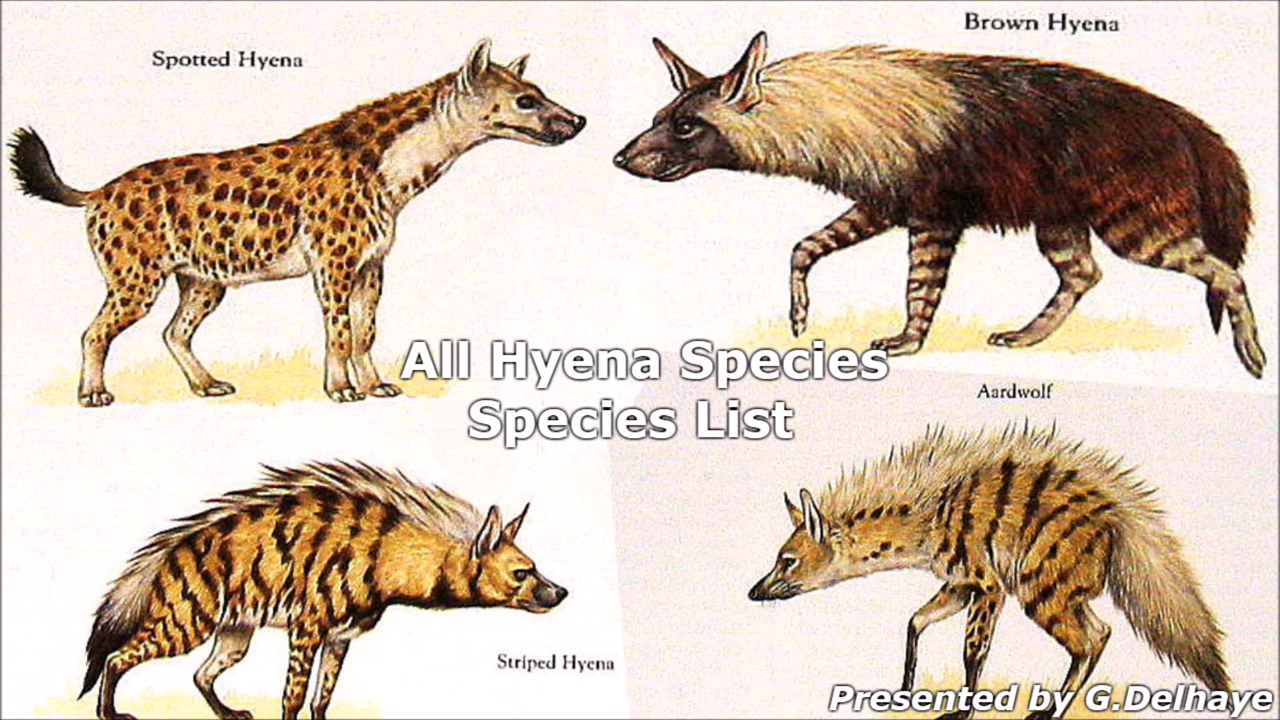 Spotted Hyena
Brown Hyena
All Hyena Species
Species List
Aardwolf
Striped Hyena
Presented by G.Delhaye